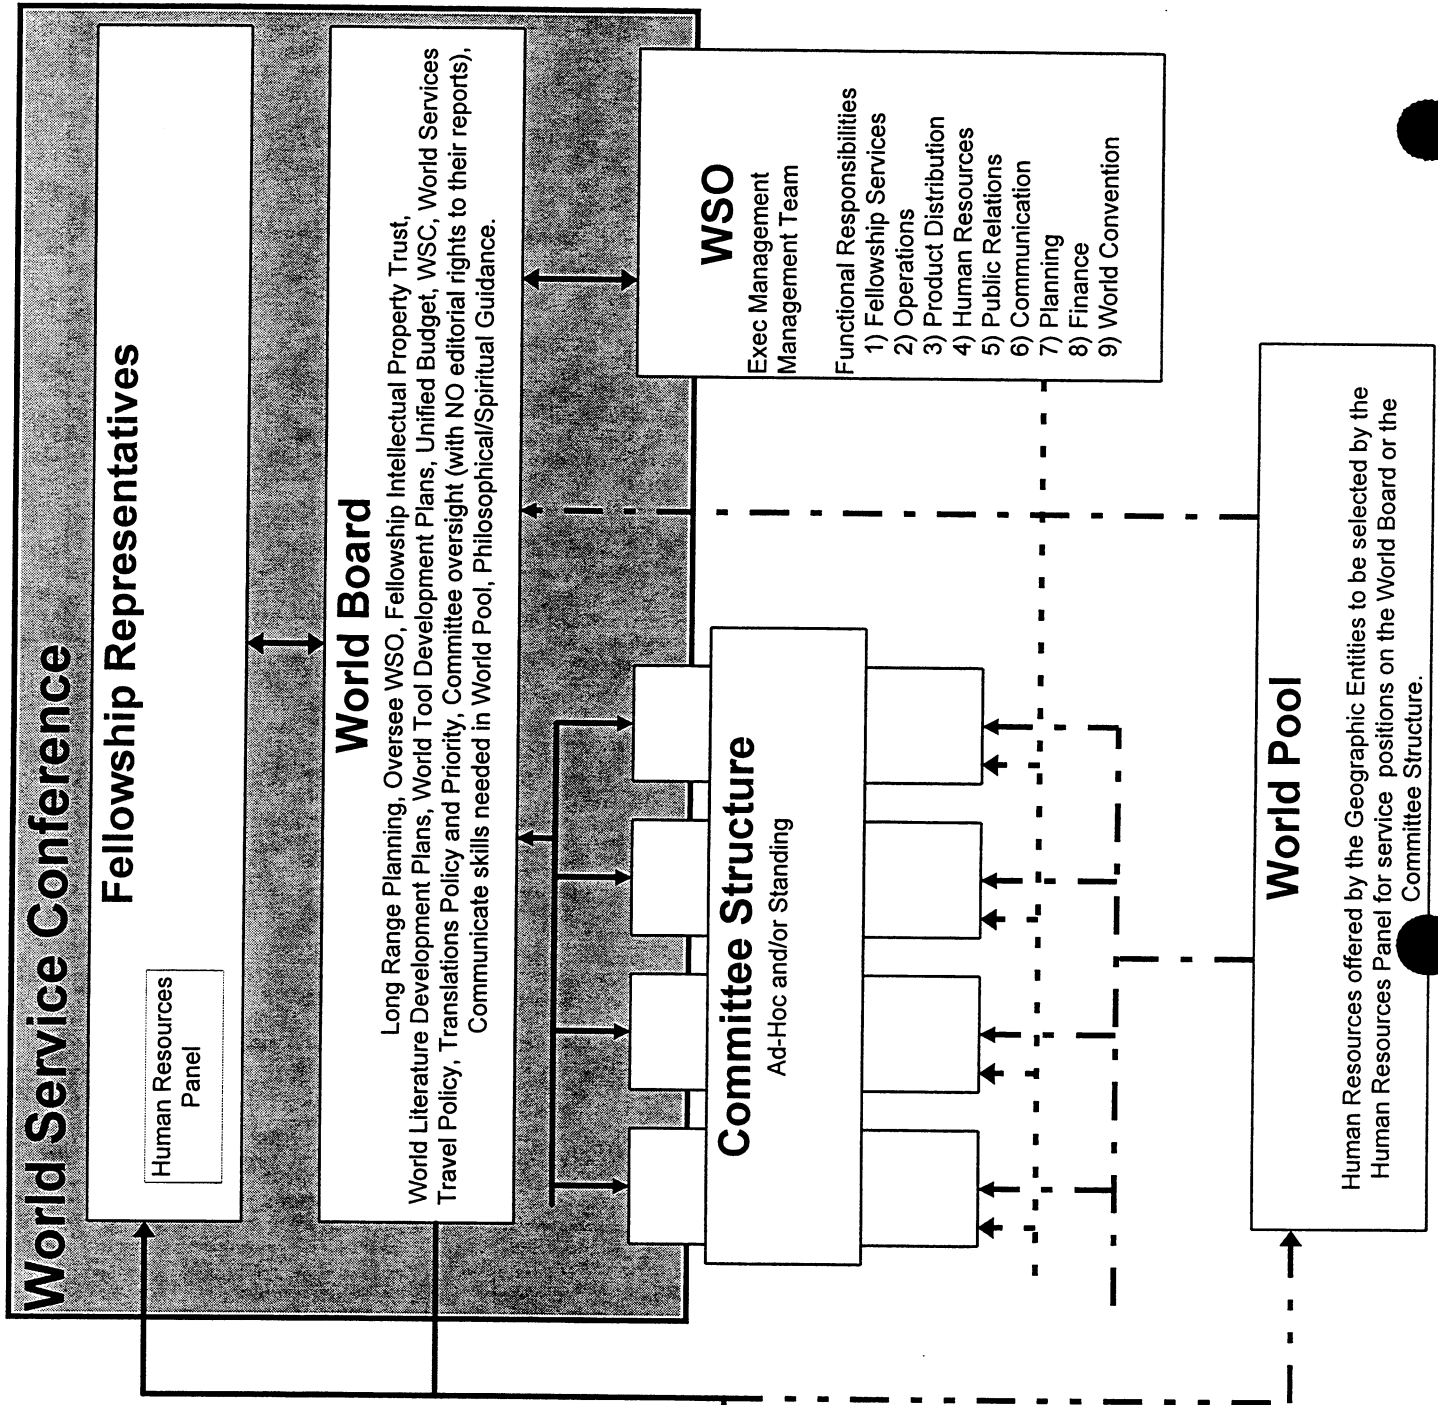 World Service Conference
Fellowship Representatives
Human Resources
Panel
World Board
Long Range Planning, Oversee WSO, Fellowship Intellectual Property Trust,
World Literature Development Plans, World Tool Development Plans, Unified Budget, WSC, World Services
Travel Policy, Translations Policy and Priority, Committee oversight (with NO editorial rights to their reports),
Communicate skills needed in World Pool, Philosophical/Spiritual Guidance.
Committee Structure
Ad-Hoc and/or Standing
WSO
Exec Management
Management Team
Functional Responsibilities
1) Fellowship Services
2) Operations
3) Product Distribution
4) Human Resources
5) Public Relations
6) Communication
7) Planning
8) Finance
9) World Convention
World Pool
Human Resources offered by the Geographic Entities to be selected by the
Human Resources Panel for service positions on the World Board or the
Committee Structure.